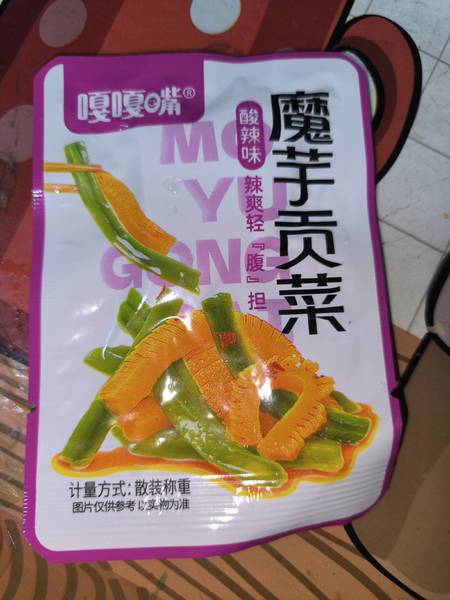 嘎嘎嘴®
魔芋贡菜
酸辣味
辣爽轻『腹』担
MO
YU
GONG
计量方式：散装称重
图片仅供参考 以实物为准